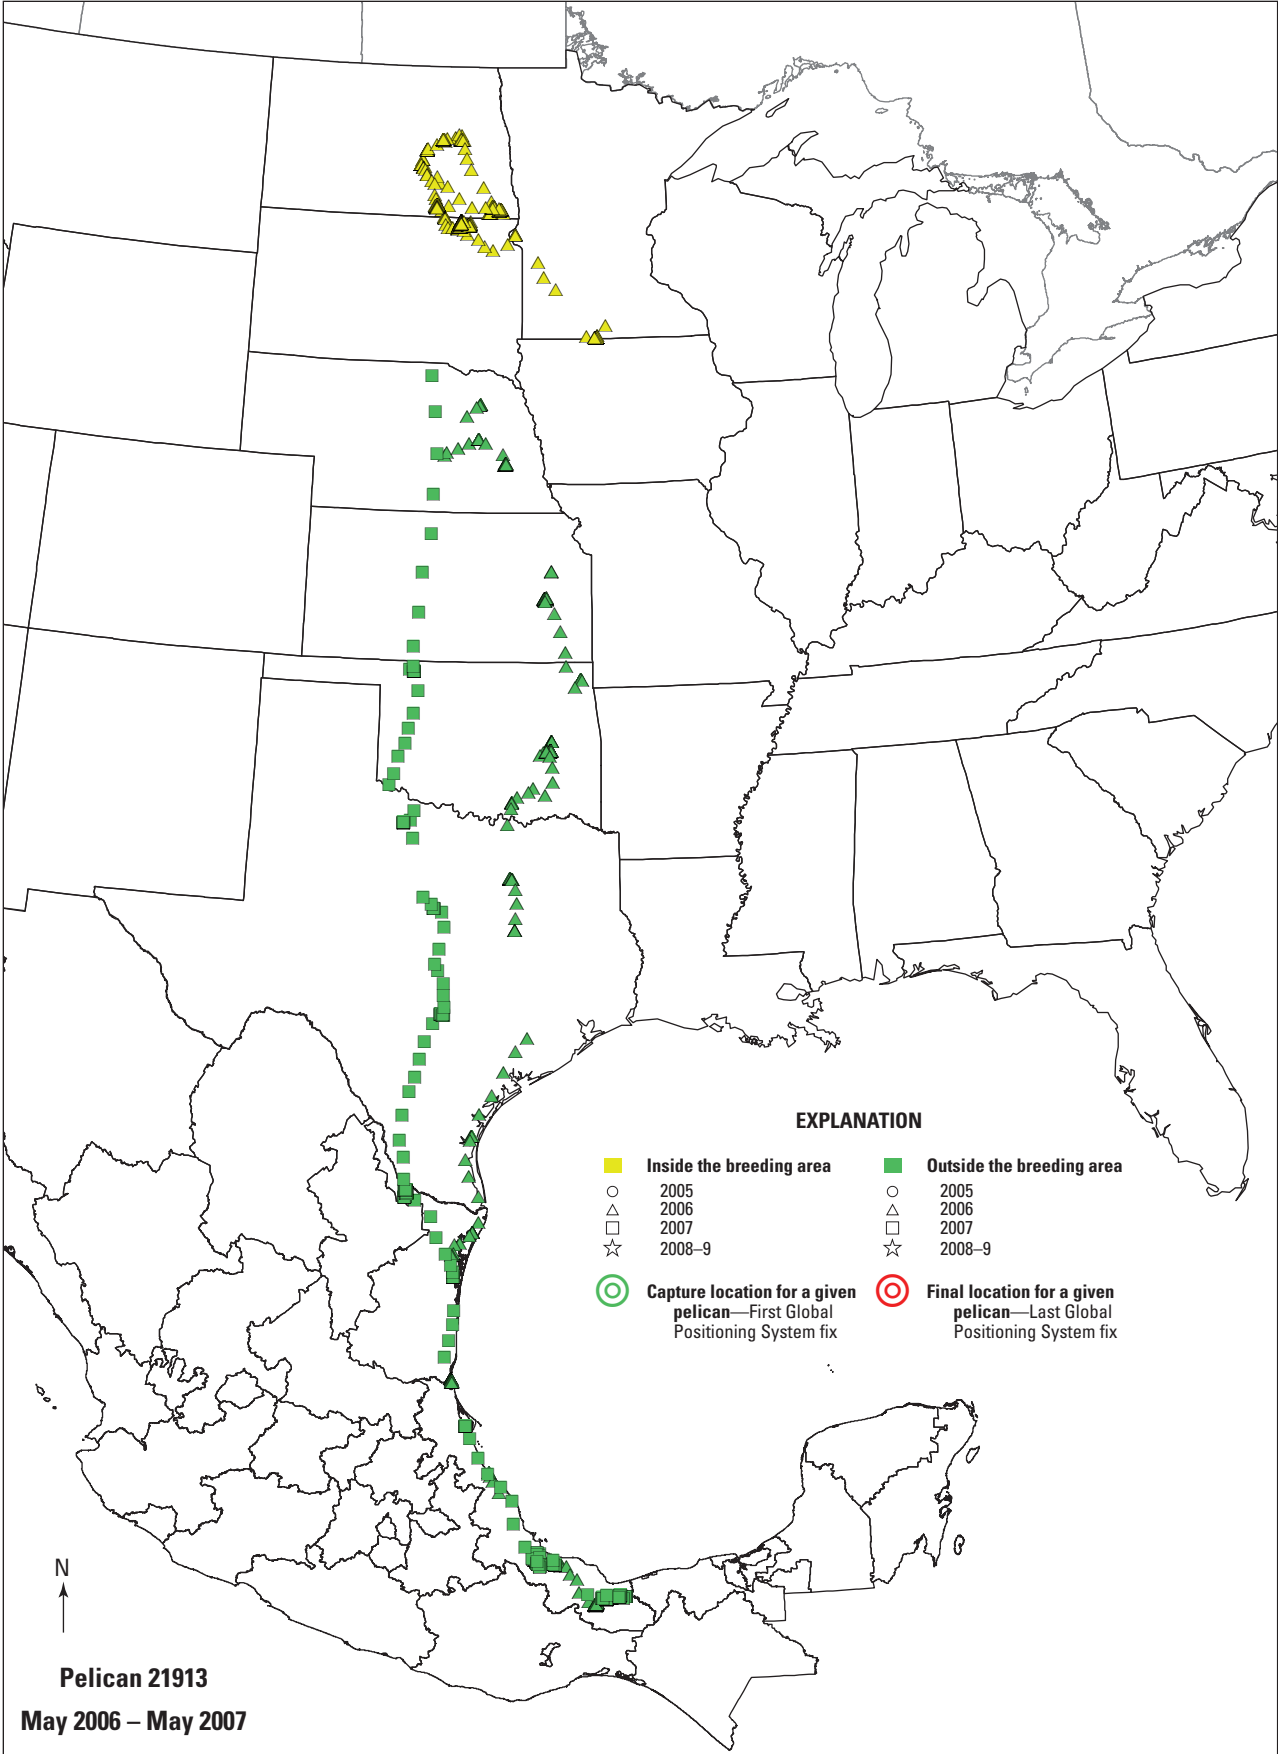 EXPLANATION
Inside the breeding area
2005
2006
2007
2008–9
Capture location for a given
pelican—First Global
Positioning System fix
Outside the breeding area
2005
2006
2007
2008–9
Final location for a given
pelican—Last Global
Positioning System fix
N
Pelican 21913
May 2006 – May 2007